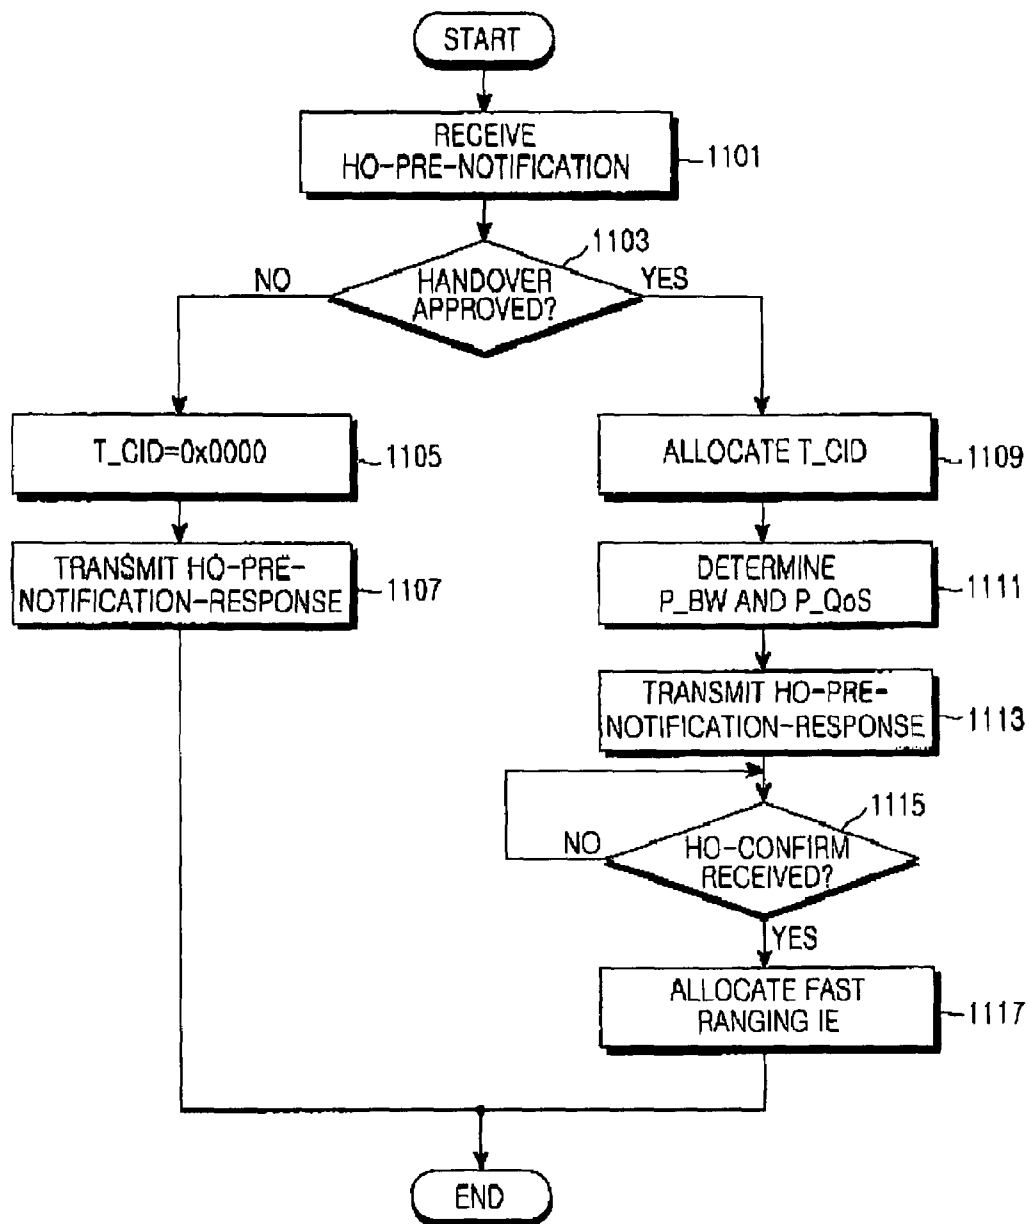 START
RECEIVE
HO-PRE-NOTIFICATION
1101
1103
HANDOVER
APPROVED?
NO
YES
T_CID=0x0000
1105
TRANSMIT HO-PRE-
NOTIFICATION-RESPONSE
1107
ALLOCATE T_CID
1109
DETERMINE
P_BW AND P_QoS
1111
TRANSMIT HO-PRE-
NOTIFICATION-RESPONSE
1113
1115
HO-CONFIRM
RECEIVED?
NO
YES
ALLOCATE FAST
RANGING IE
1117
END